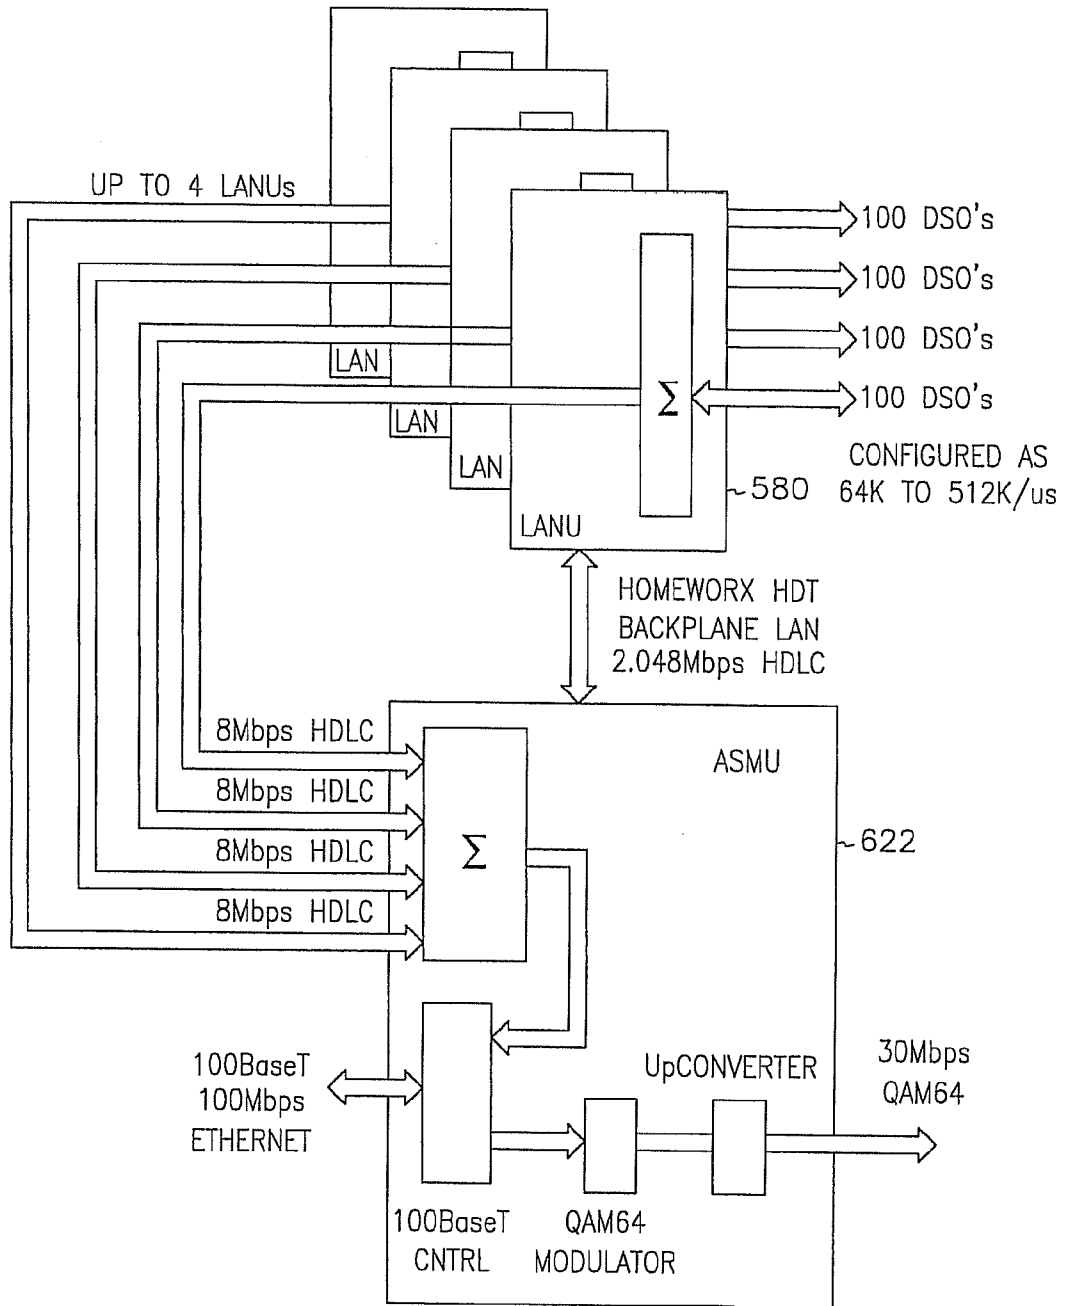 UP TO 4 LANUs
100 DSO's
100 DSO's
100 DSO's
100 DSO's
CONFIGURED AS
64K TO 512K/us
LAN
LAN
LAN
LANU
580
HOMEWORX HDT
BACKPLANE LAN
2.048Mbps HDLC
8Mbps HDLC
8Mbps HDLC
8Mbps HDLC
8Mbps HDLC
Σ
Σ
ASMU
622
100BaseT
100Mbps
ETHERNET
UpCONVERTER
30Mbps
QAM64
100BaseT
CNTRL
QAM64
MODULATOR